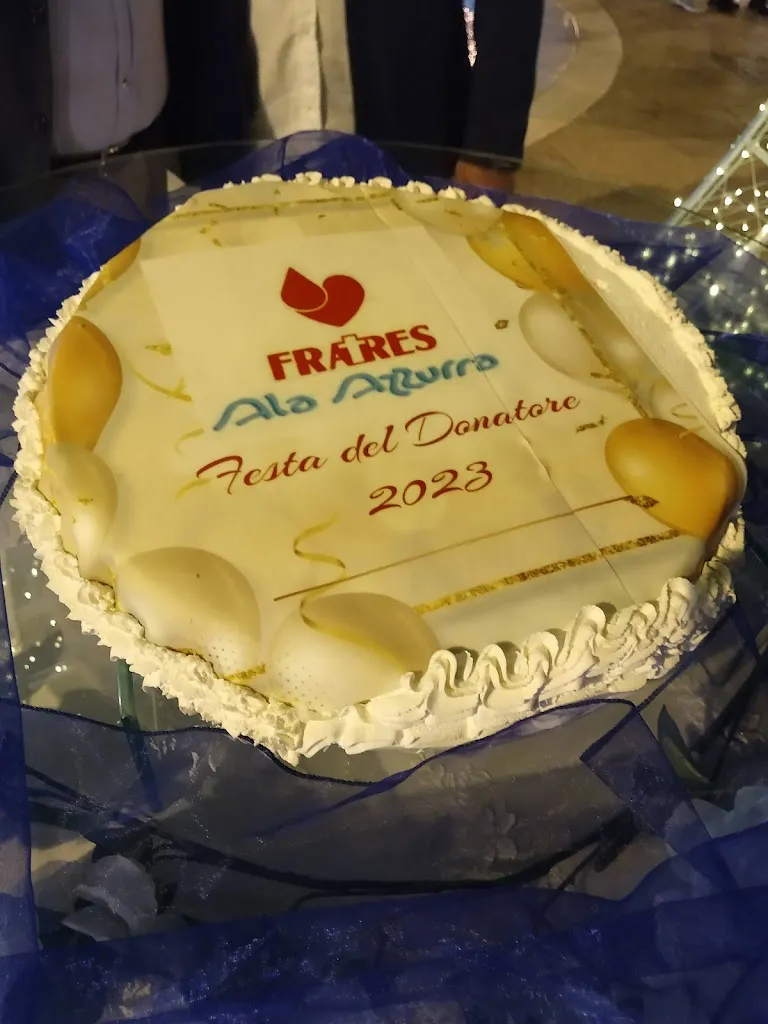 FRATRES
Ala Azzurra
Festa del Donatore
2023